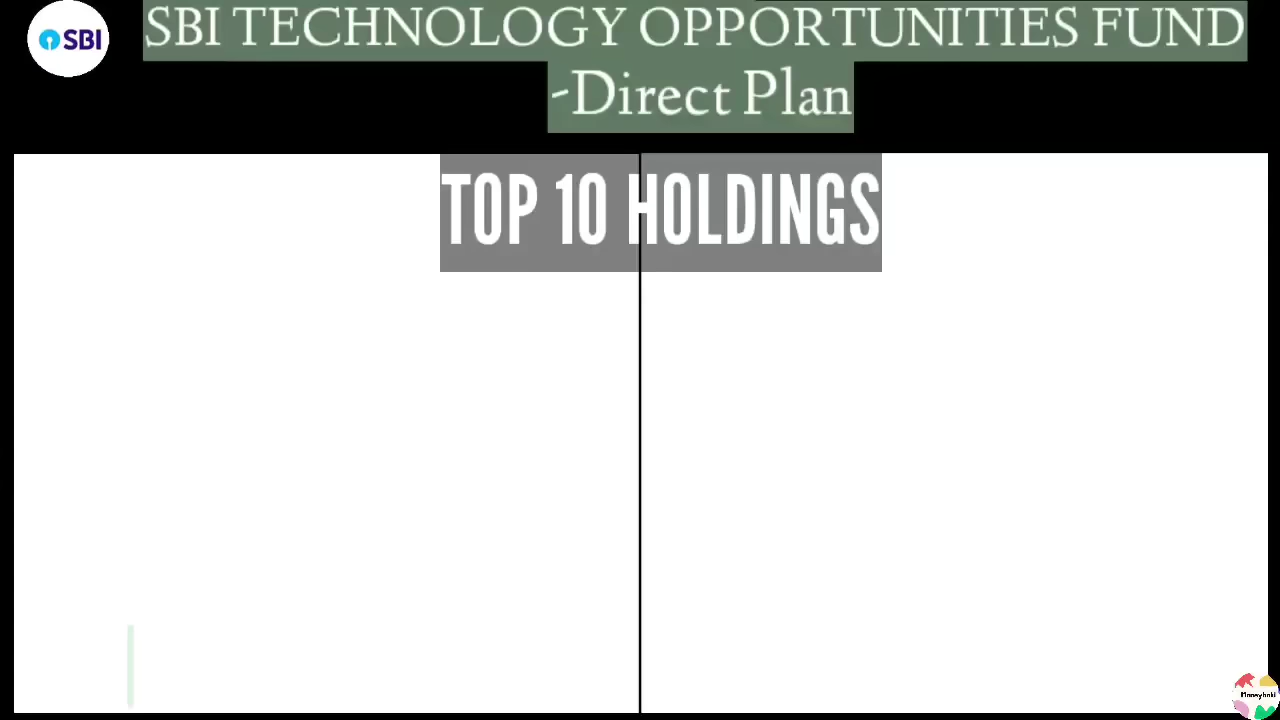 SBI
SBI TECHNOLOGY OPPORTUNITIES FUND
-Direct Plan
TOP 10 HOLDINGS